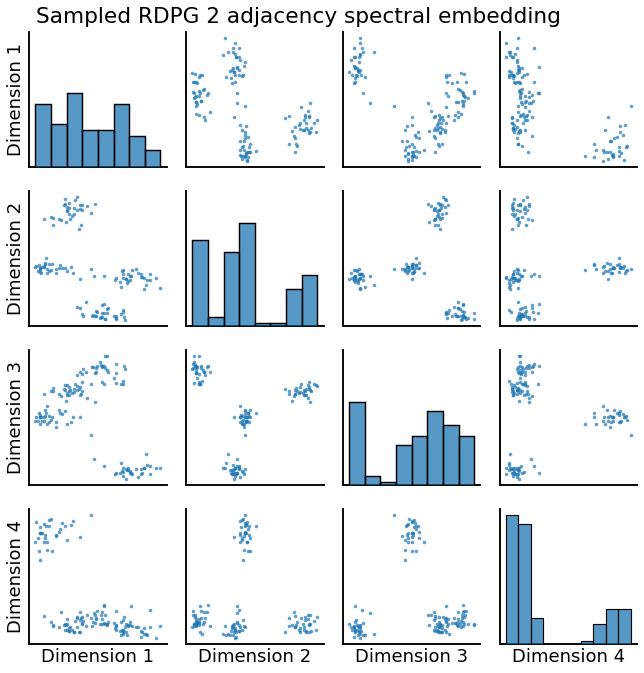 Sampled RDPG 2 adjacency spectral embedding
Dimension 1
Dimension 2
Dimension 3
Dimension 4
Dimension 1 Dimension 2 Dimension 3 Dimension 4